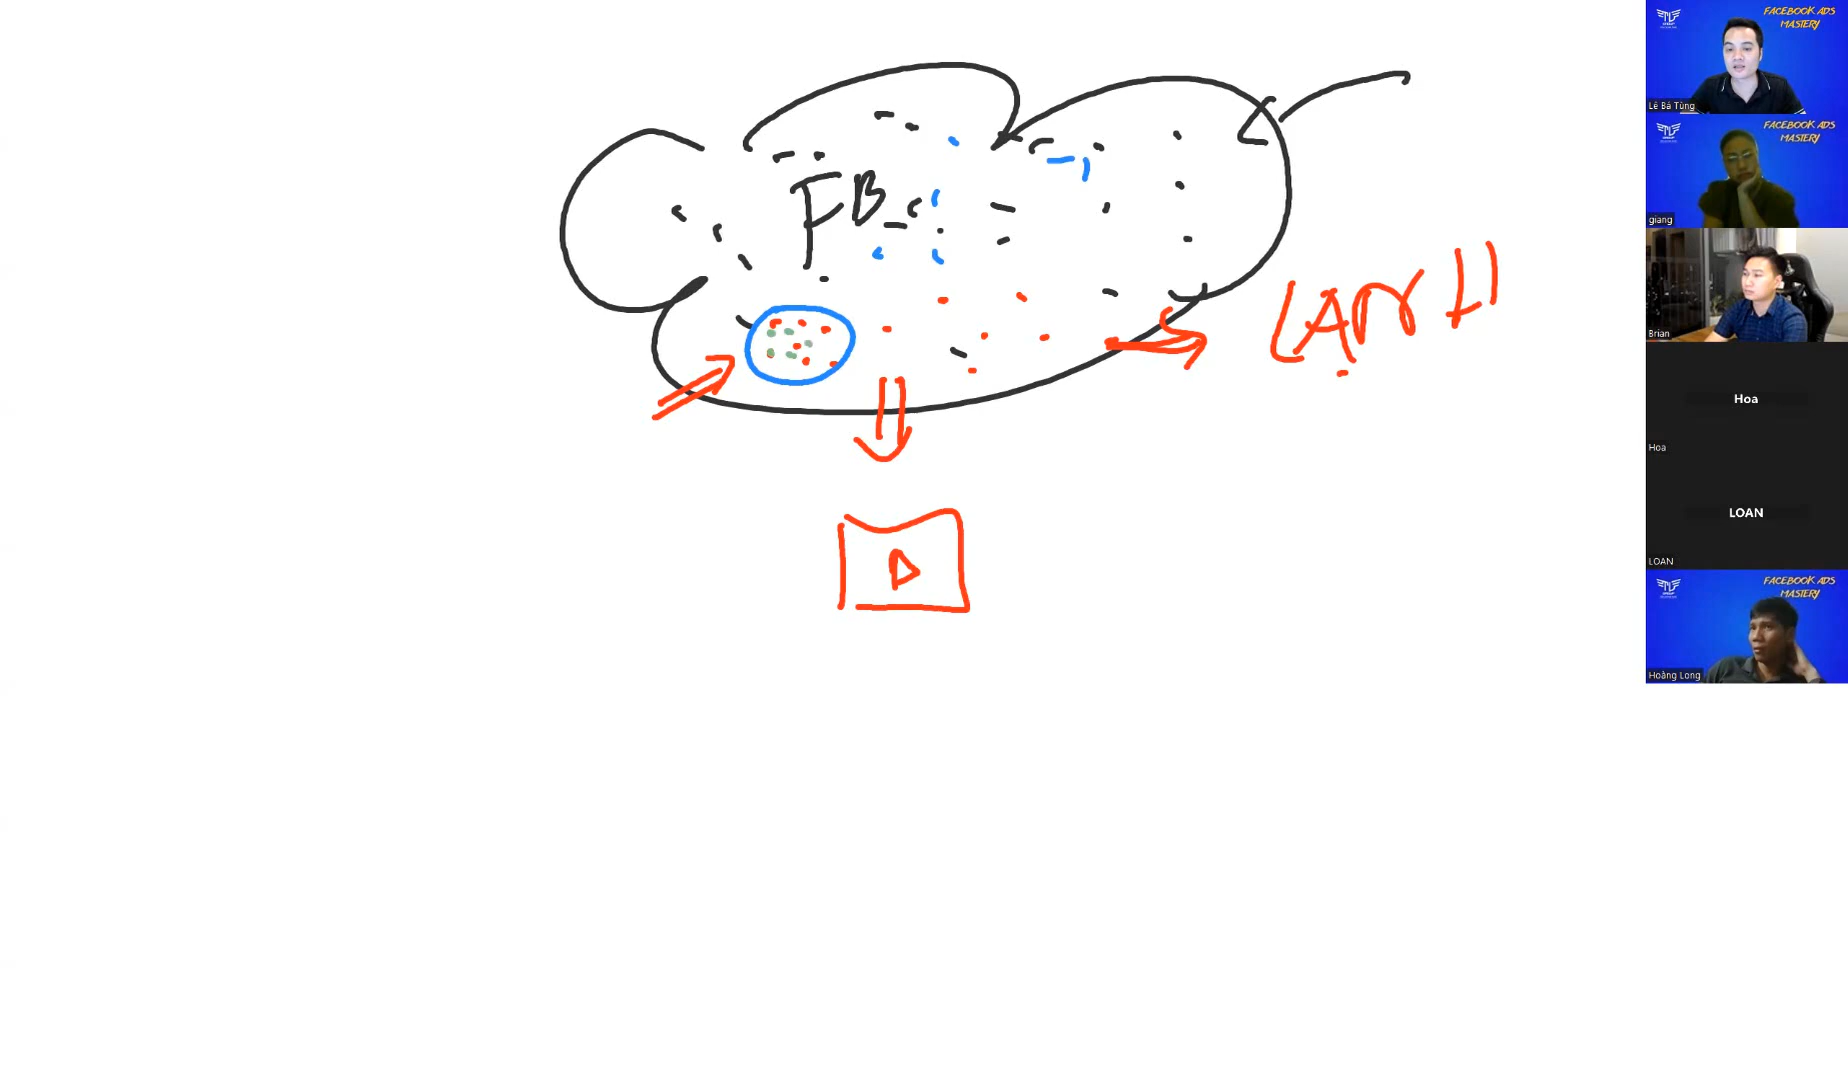 FB
LẠN H
FACEBOOK ADS
MASTERY
Lê Bá Tùng
FACEBOOK ADS
MASTERY
giang
Brian
Hoa
Hoa
LOAN
LOAN
FACEBOOK ADS
MASTERY
Hoàng Long